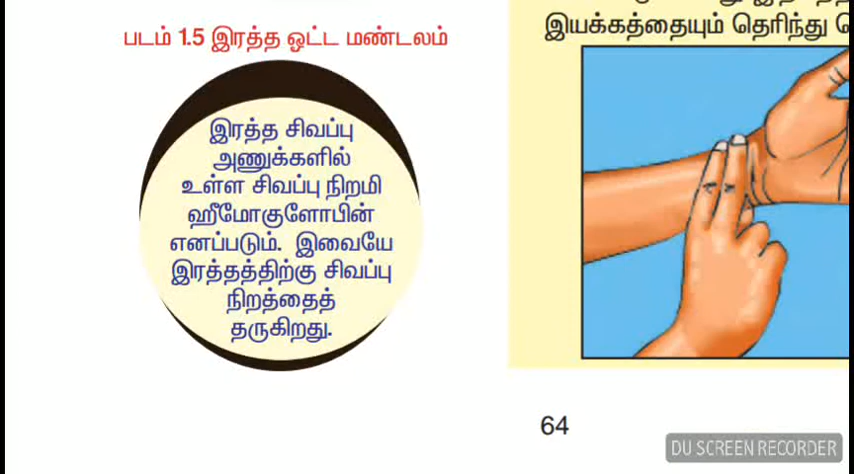 படம் 1.5 இரத்த ஓட்ட மண்டலம்
இரத்த சிவப்பு
அணுக்களில்
உள்ள சிவப்பு நிறமி
ஹீமோகுளோபின்
எனப்படும். இவையே
இரத்தத்திற்கு சிவப்பு
நிறத்தைத்
தருகிறது.
இயக்கத்தையும் தெரிந்து
64
DU SCREEN RECORDER